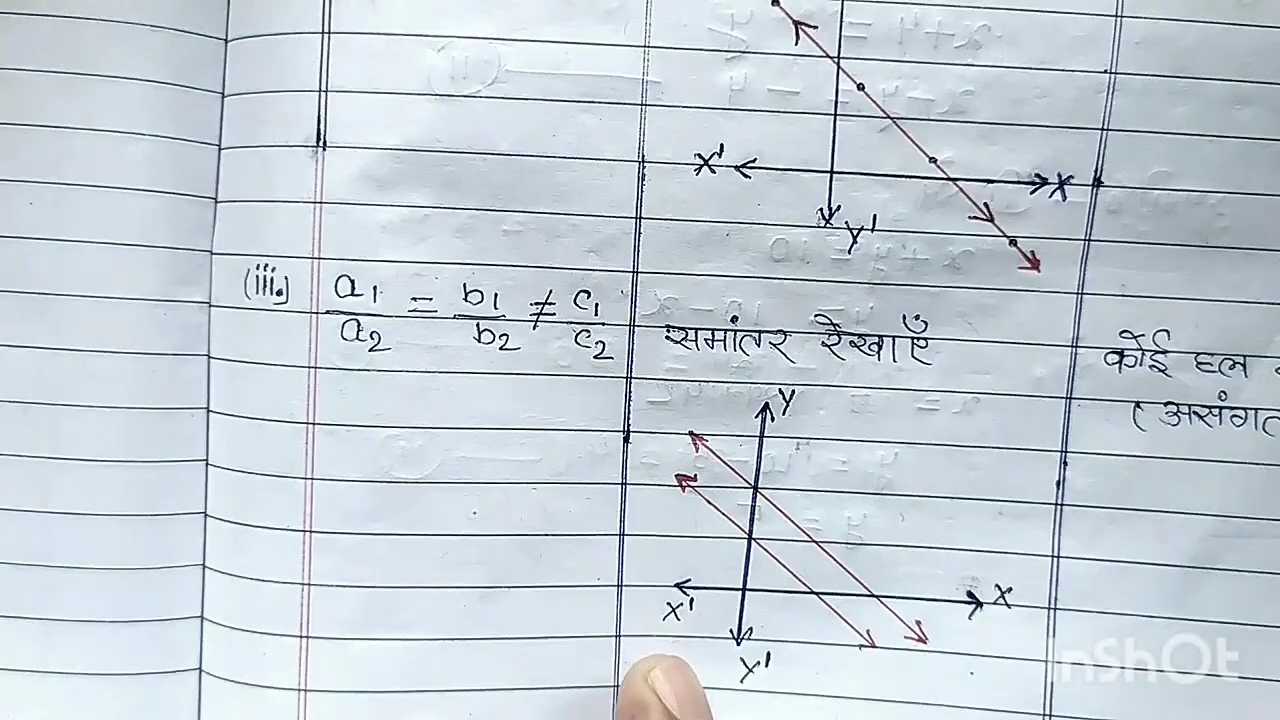 X' X
Y'
(iii.) a1/a2 = b1/b2 ≠ c1/c2 समांतर रेखाएँ कोई हल
(असंगत
Y
X' X
Y'
InShOt